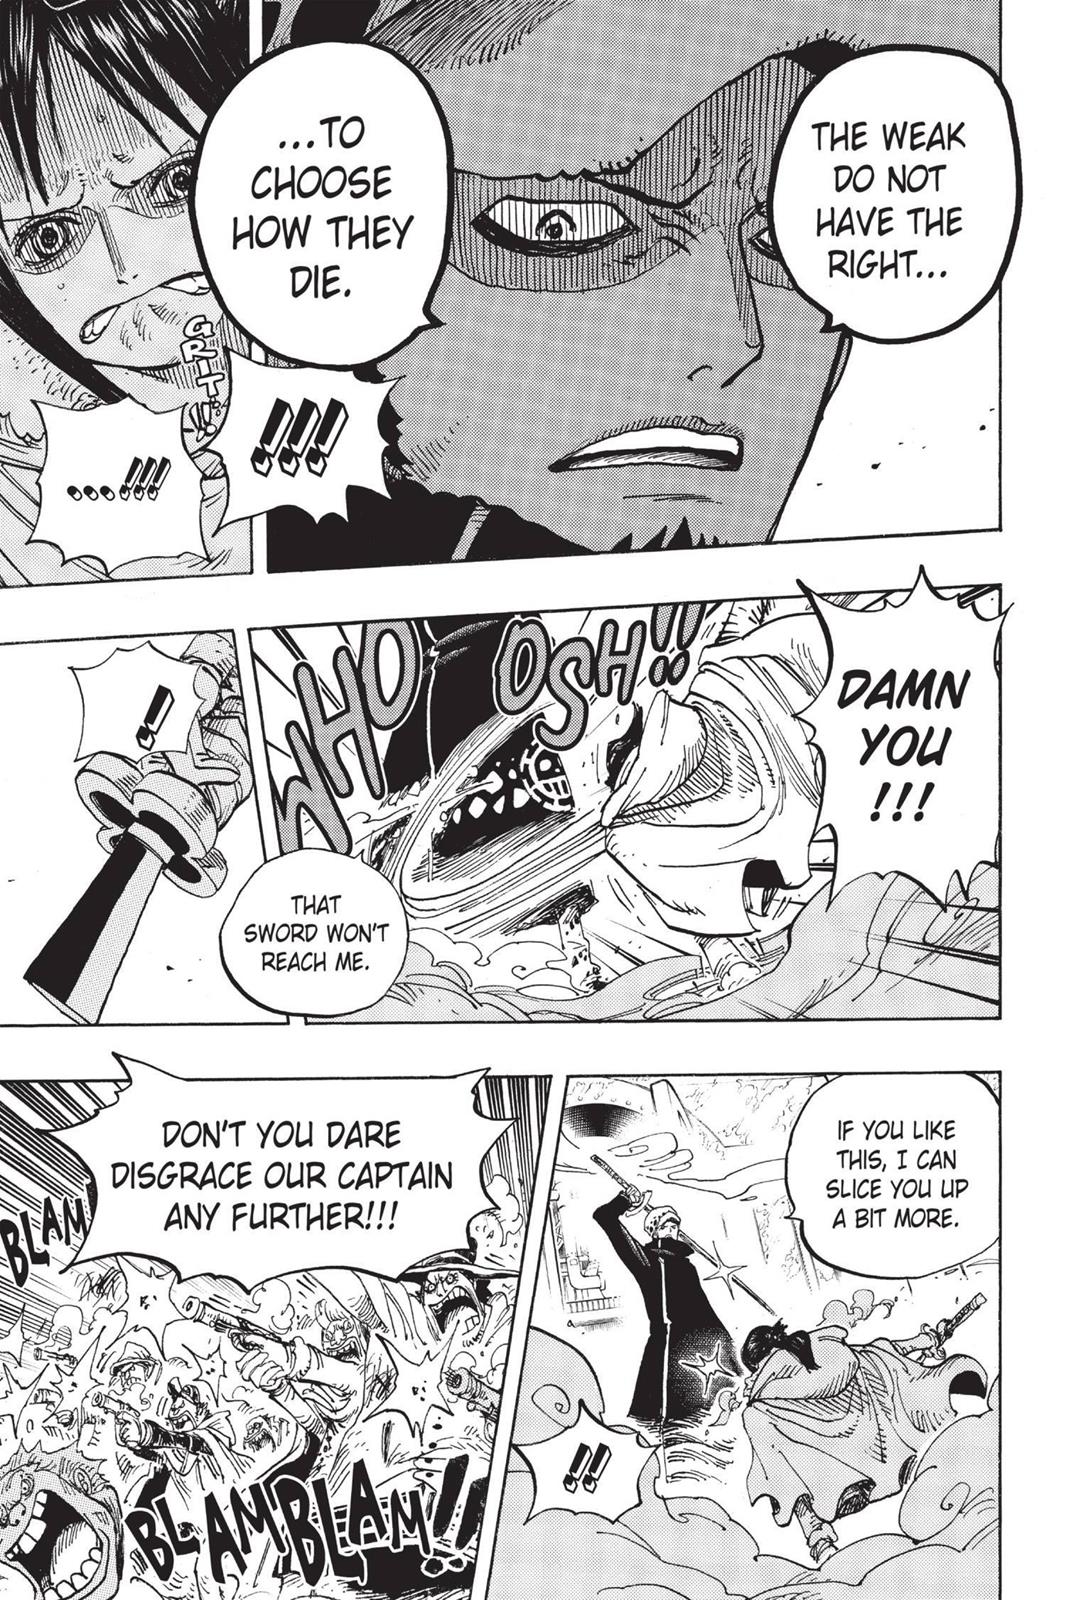 THE WEAK
DO NOT
HAVE THE
RIGHT...
...TO
CHOOSE
HOW THEY
DIE.
!!!
GRIT!!
...!!!
DAMN
YOU
!!!
WHOOSH!!
!
THAT
SWORD WON'T
REACH ME.
IF YOU LIKE
THIS, I CAN
SLICE YOU UP
A BIT MORE.
!!
DON'T YOU DARE
DISGRACE OUR CAPTAIN
ANY FURTHER!!!
BLAM
BLAM BLAM!!